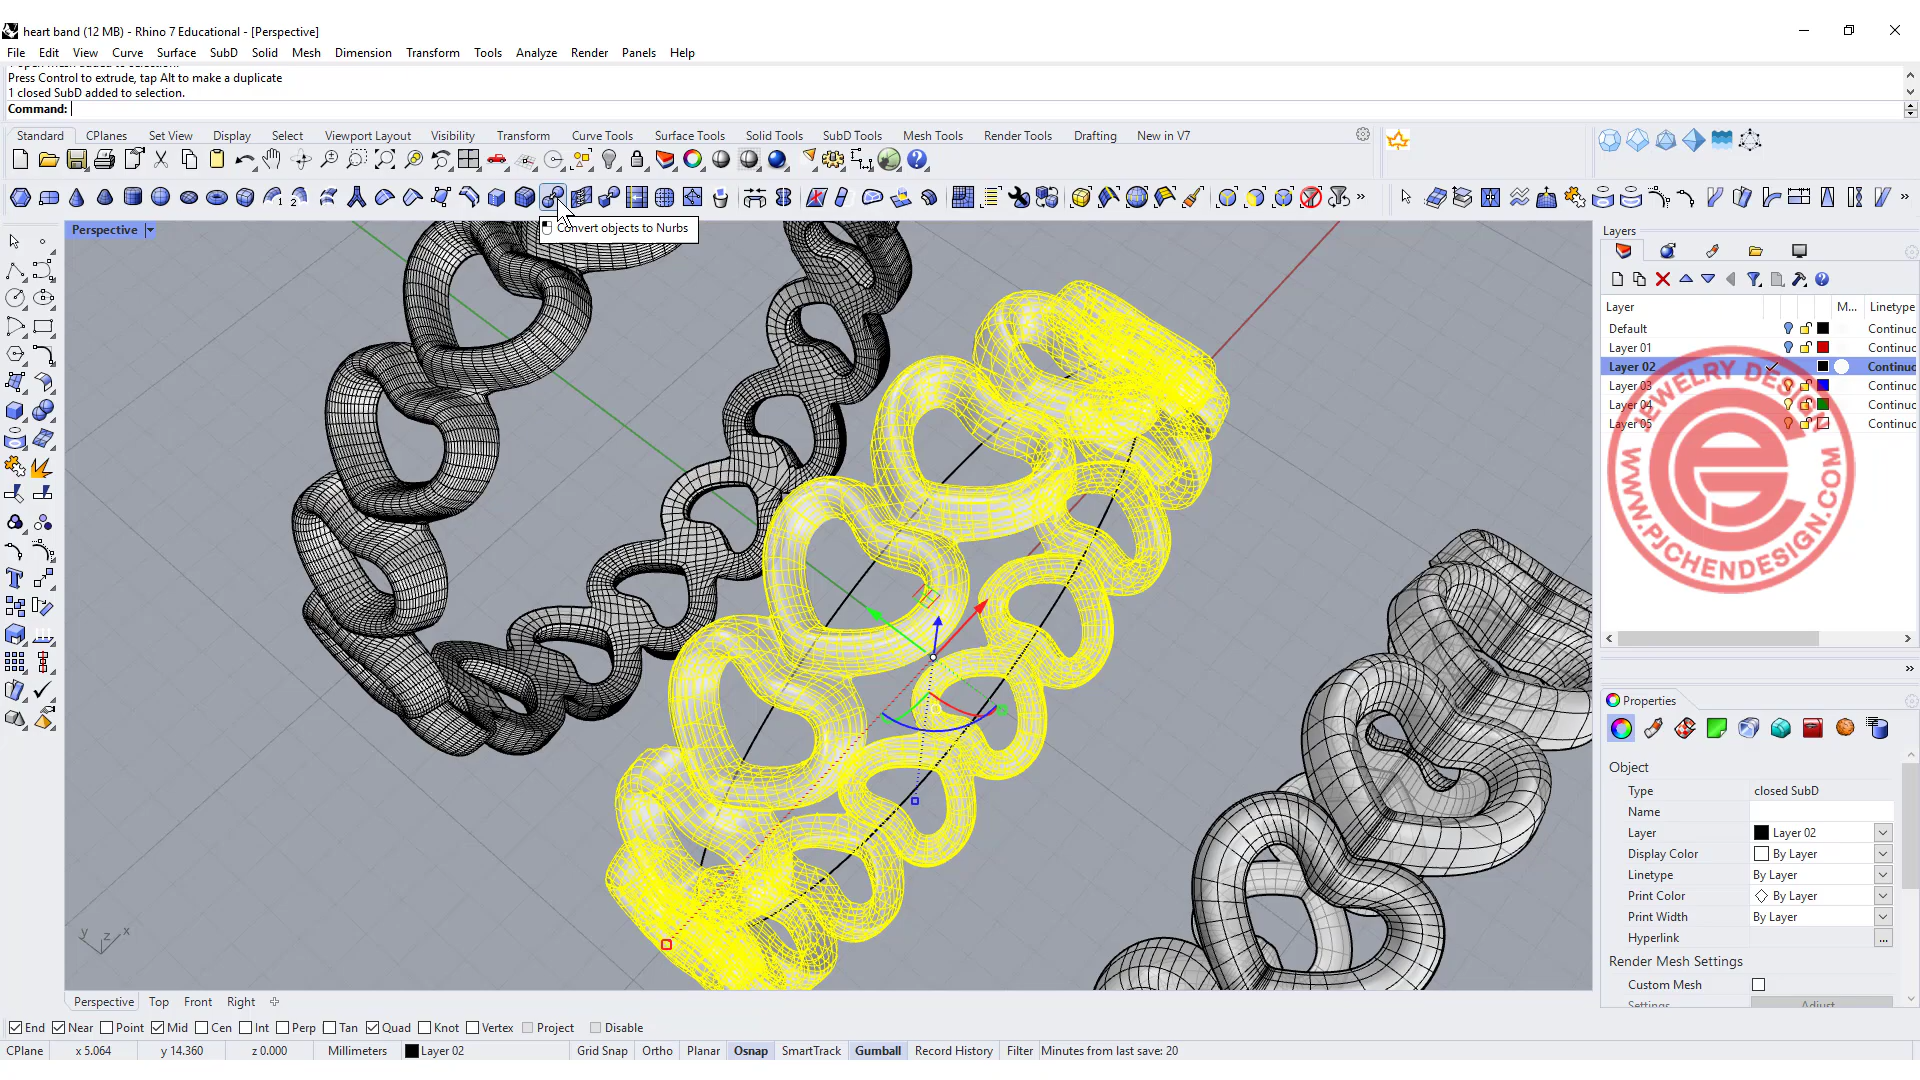 heart band (12 MB) - Rhino 7 Educational - [Perspective]
File Edit View Curve Surface SubD Solid Mesh Dimension Transform Tools Analyze Render Panels Help
Press Control to extrude, tap Alt to make a duplicate
1 closed SubD added to selection.
Command:
Standard CPlanes Set View Display Select Viewport Layout Visibility Transform Curve Tools Surface Tools Solid Tools SubD Tools Mesh Tools Render Tools Drafting New in V7
Convert objects to Nurbs
Perspective
Layers
Layer M... Linetype
Default Continuc
Layer 01 Continuc
Layer 02 Continuc
Layer 03 Continuc
Layer 04 Continuc
Layer 05 Continuc
JEWELRY DESIGN
WWW.PJCHENDESIGN.COM
Properties
Object
Type closed SubD
Name
Layer Layer 02
Display Color By Layer
Linetype By Layer
Print Color By Layer
Print Width By Layer
Hyperlink ...
Render Mesh Settings
Custom Mesh
Settings Adjust
y z x
Perspective Top Front Right
End Near Point Mid Cen Int Perp Tan Quad Knot Vertex Project Disable
CPlane x 5.064 y 14.360 z 0.000 Millimeters Layer 02 Grid Snap Ortho Planar Osnap SmartTrack Gumball Record History Filter Minutes from last save: 20